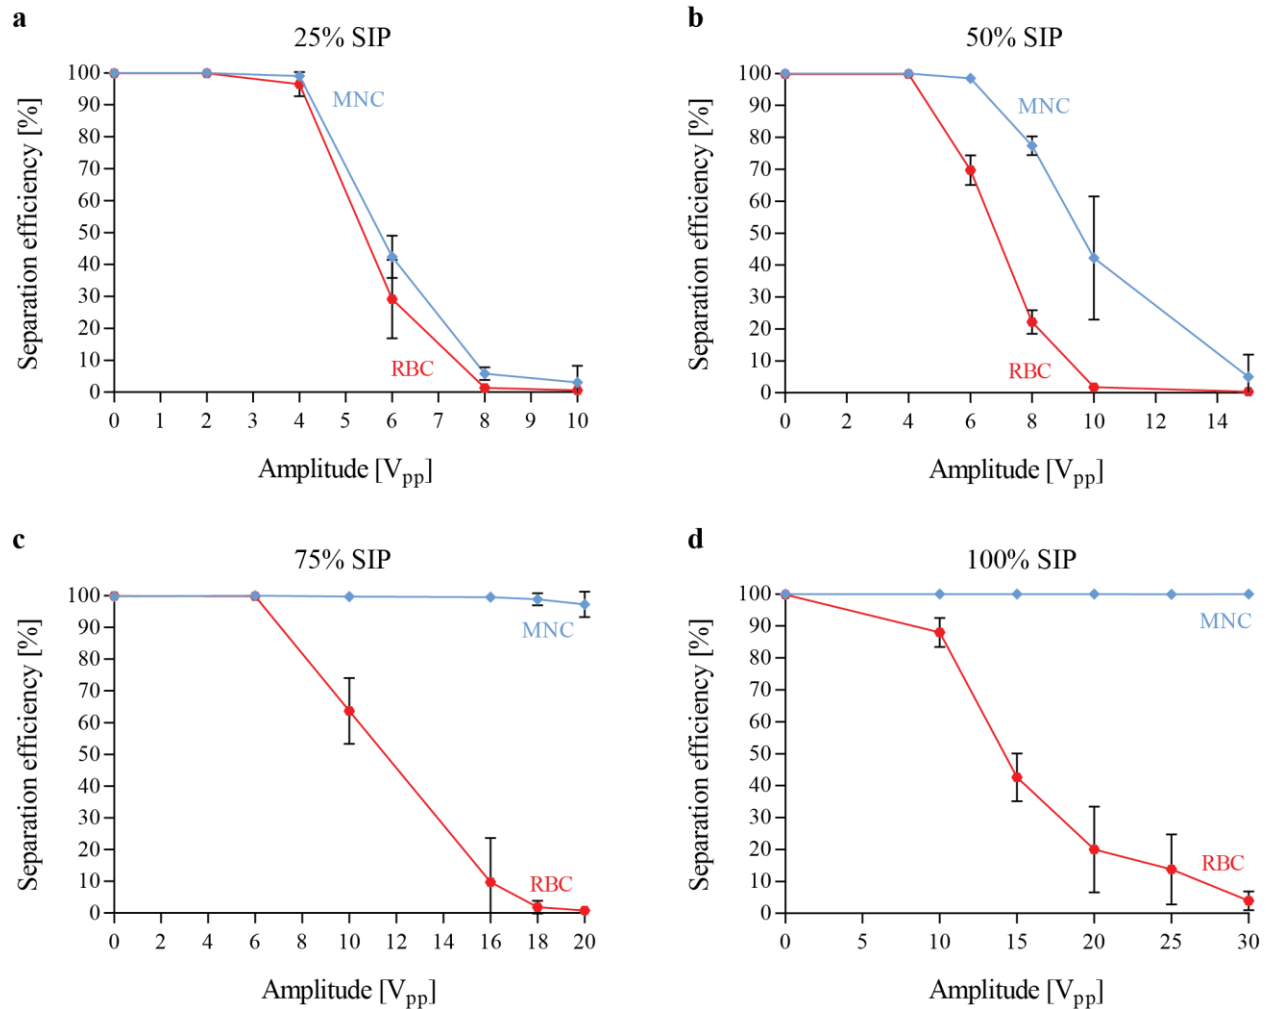 a
25% SIP
Separation efficiency [%]
100
90
80
70
60
50
40
30
20
10
0
MNC
RBC
0 1 2 3 4 5 6 7 8 9 10
Amplitude [Vpp]
b
50% SIP
Separation efficiency [%]
100
90
80
70
60
50
40
30
20
10
0
MNC
RBC
0 2 4 6 8 10 12 14
Amplitude [Vpp]
c
75% SIP
Separation efficiency [%]
100
90
80
70
60
50
40
30
20
10
0
MNC
RBC
0 2 4 6 8 10 12 14 16 18 20
Amplitude [Vpp]
d
100% SIP
Separation efficiency [%]
100
90
80
70
60
50
40
30
20
10
0
MNC
RBC
0 5 10 15 20 25 30
Amplitude [Vpp]